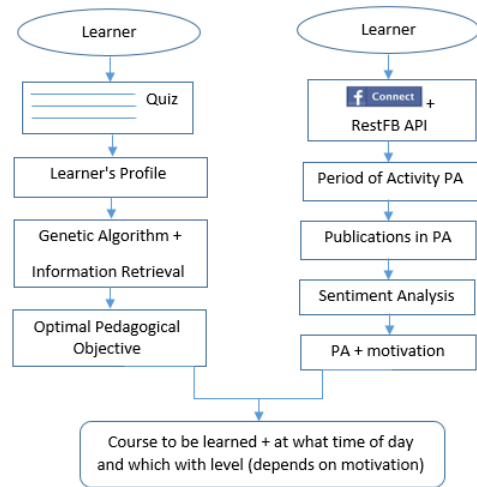 Learner
Quiz
Learner's Profile
Genetic Algorithm +
Information Retrieval
Optimal Pedagogical
Objective
Learner
f Connect +
RestFB API
Period of Activity PA
Publications in PA
Sentiment Analysis
PA + motivation
Course to be learned + at what time of day
and which with level (depends on motivation)